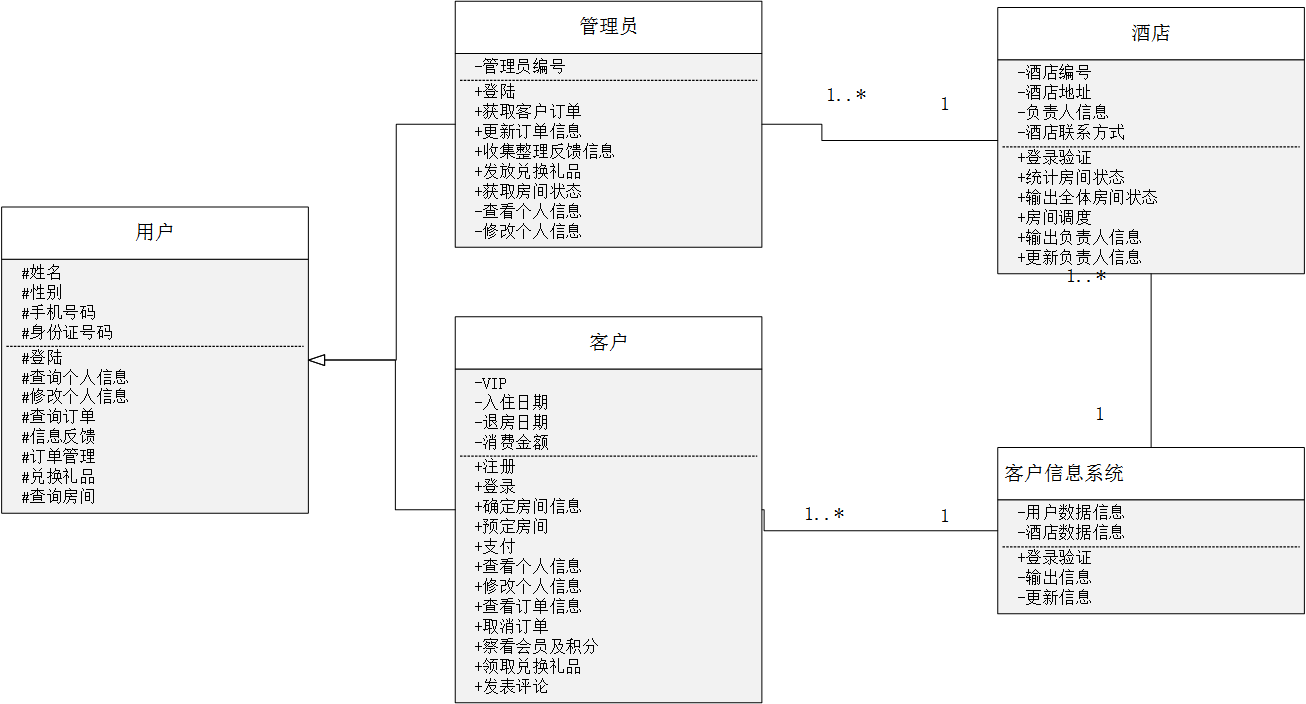 管理员
-管理员编号
+登陆
+获取客户订单
+更新订单信息
+收集整理反馈信息
+发放兑换礼品
+获取房间状态
-查看个人信息
-修改个人信息
1..*
1
酒店
-酒店编号
-酒店地址
-负责人信息
-酒店联系方式
+登录验证
+统计房间状态
+输出全体房间状态
+房间调度
+输出负责人信息
+更新负责人信息
1..*
1
用户
#姓名
#性别
#手机号码
#身份证号码
#登陆
#查询个人信息
#修改个人信息
#查询订单
#信息反馈
#订单管理
#兑换礼品
#查询房间
客户
-VIP
-入住日期
-退房日期
-消费金额
+注册
+登录
+确定房间信息
+预定房间
+支付
+查看个人信息
+修改个人信息
+查看订单信息
+取消订单
+察看会员及积分
+领取兑换礼品
+发表评论
1..*
1
客户信息系统
-用户数据信息
-酒店数据信息
+登录验证
-输出信息
-更新信息